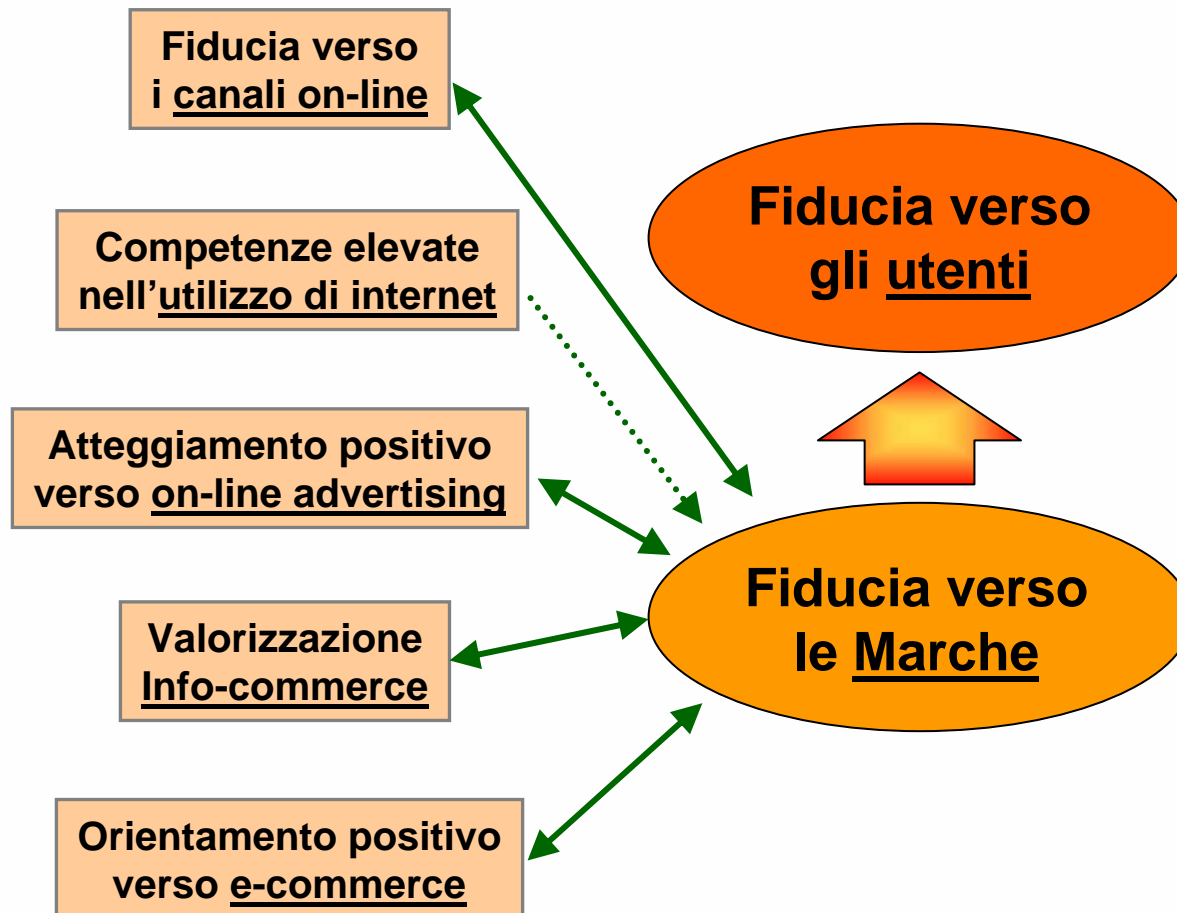 Fiducia verso
i canali on-line
Competenze elevate
nell’utilizzo di internet
Atteggiamento positivo
verso on-line advertising
Valorizzazione
Info-commerce
Orientamento positivo
verso e-commerce
Fiducia verso
gli utenti
Fiducia verso
le Marche